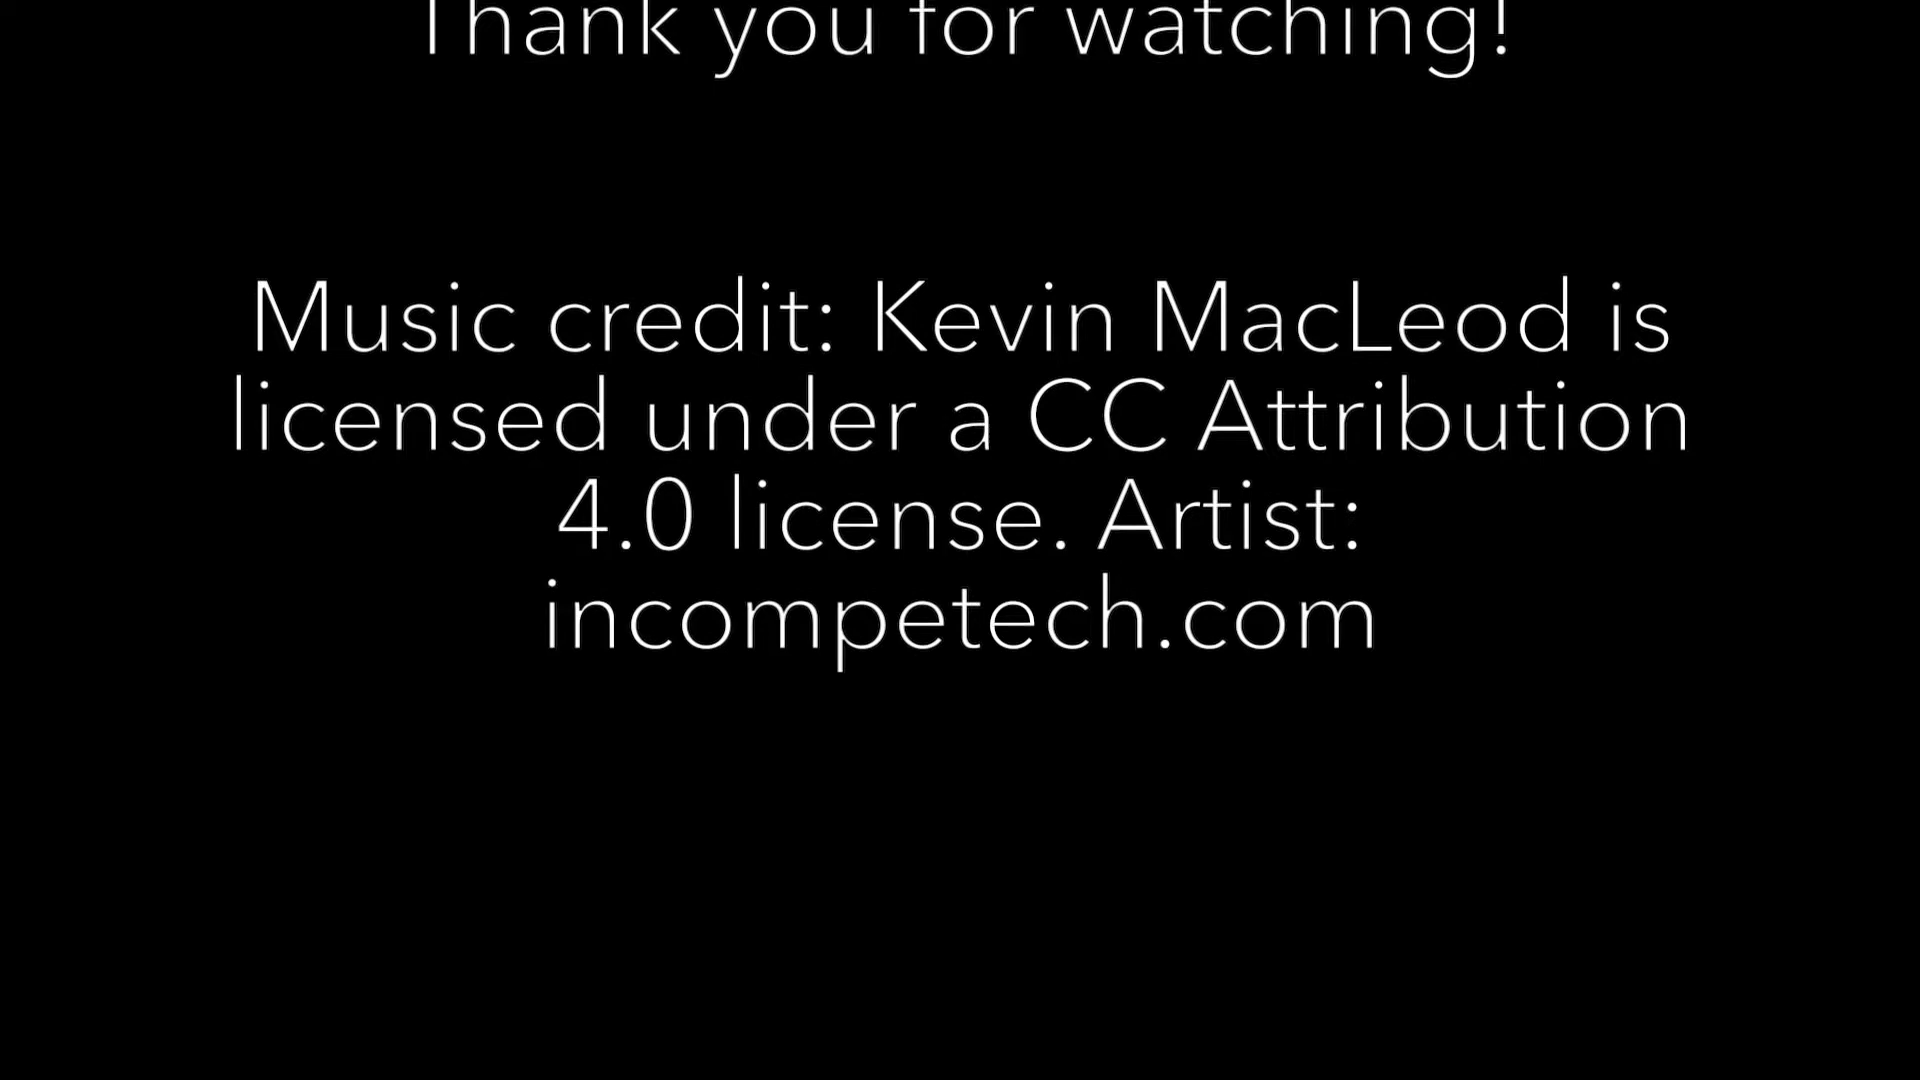 Thank you for watching!
Music credit: Kevin MacLeod is
licensed under a CC Attribution
4.0 license. Artist:
incompetech.com